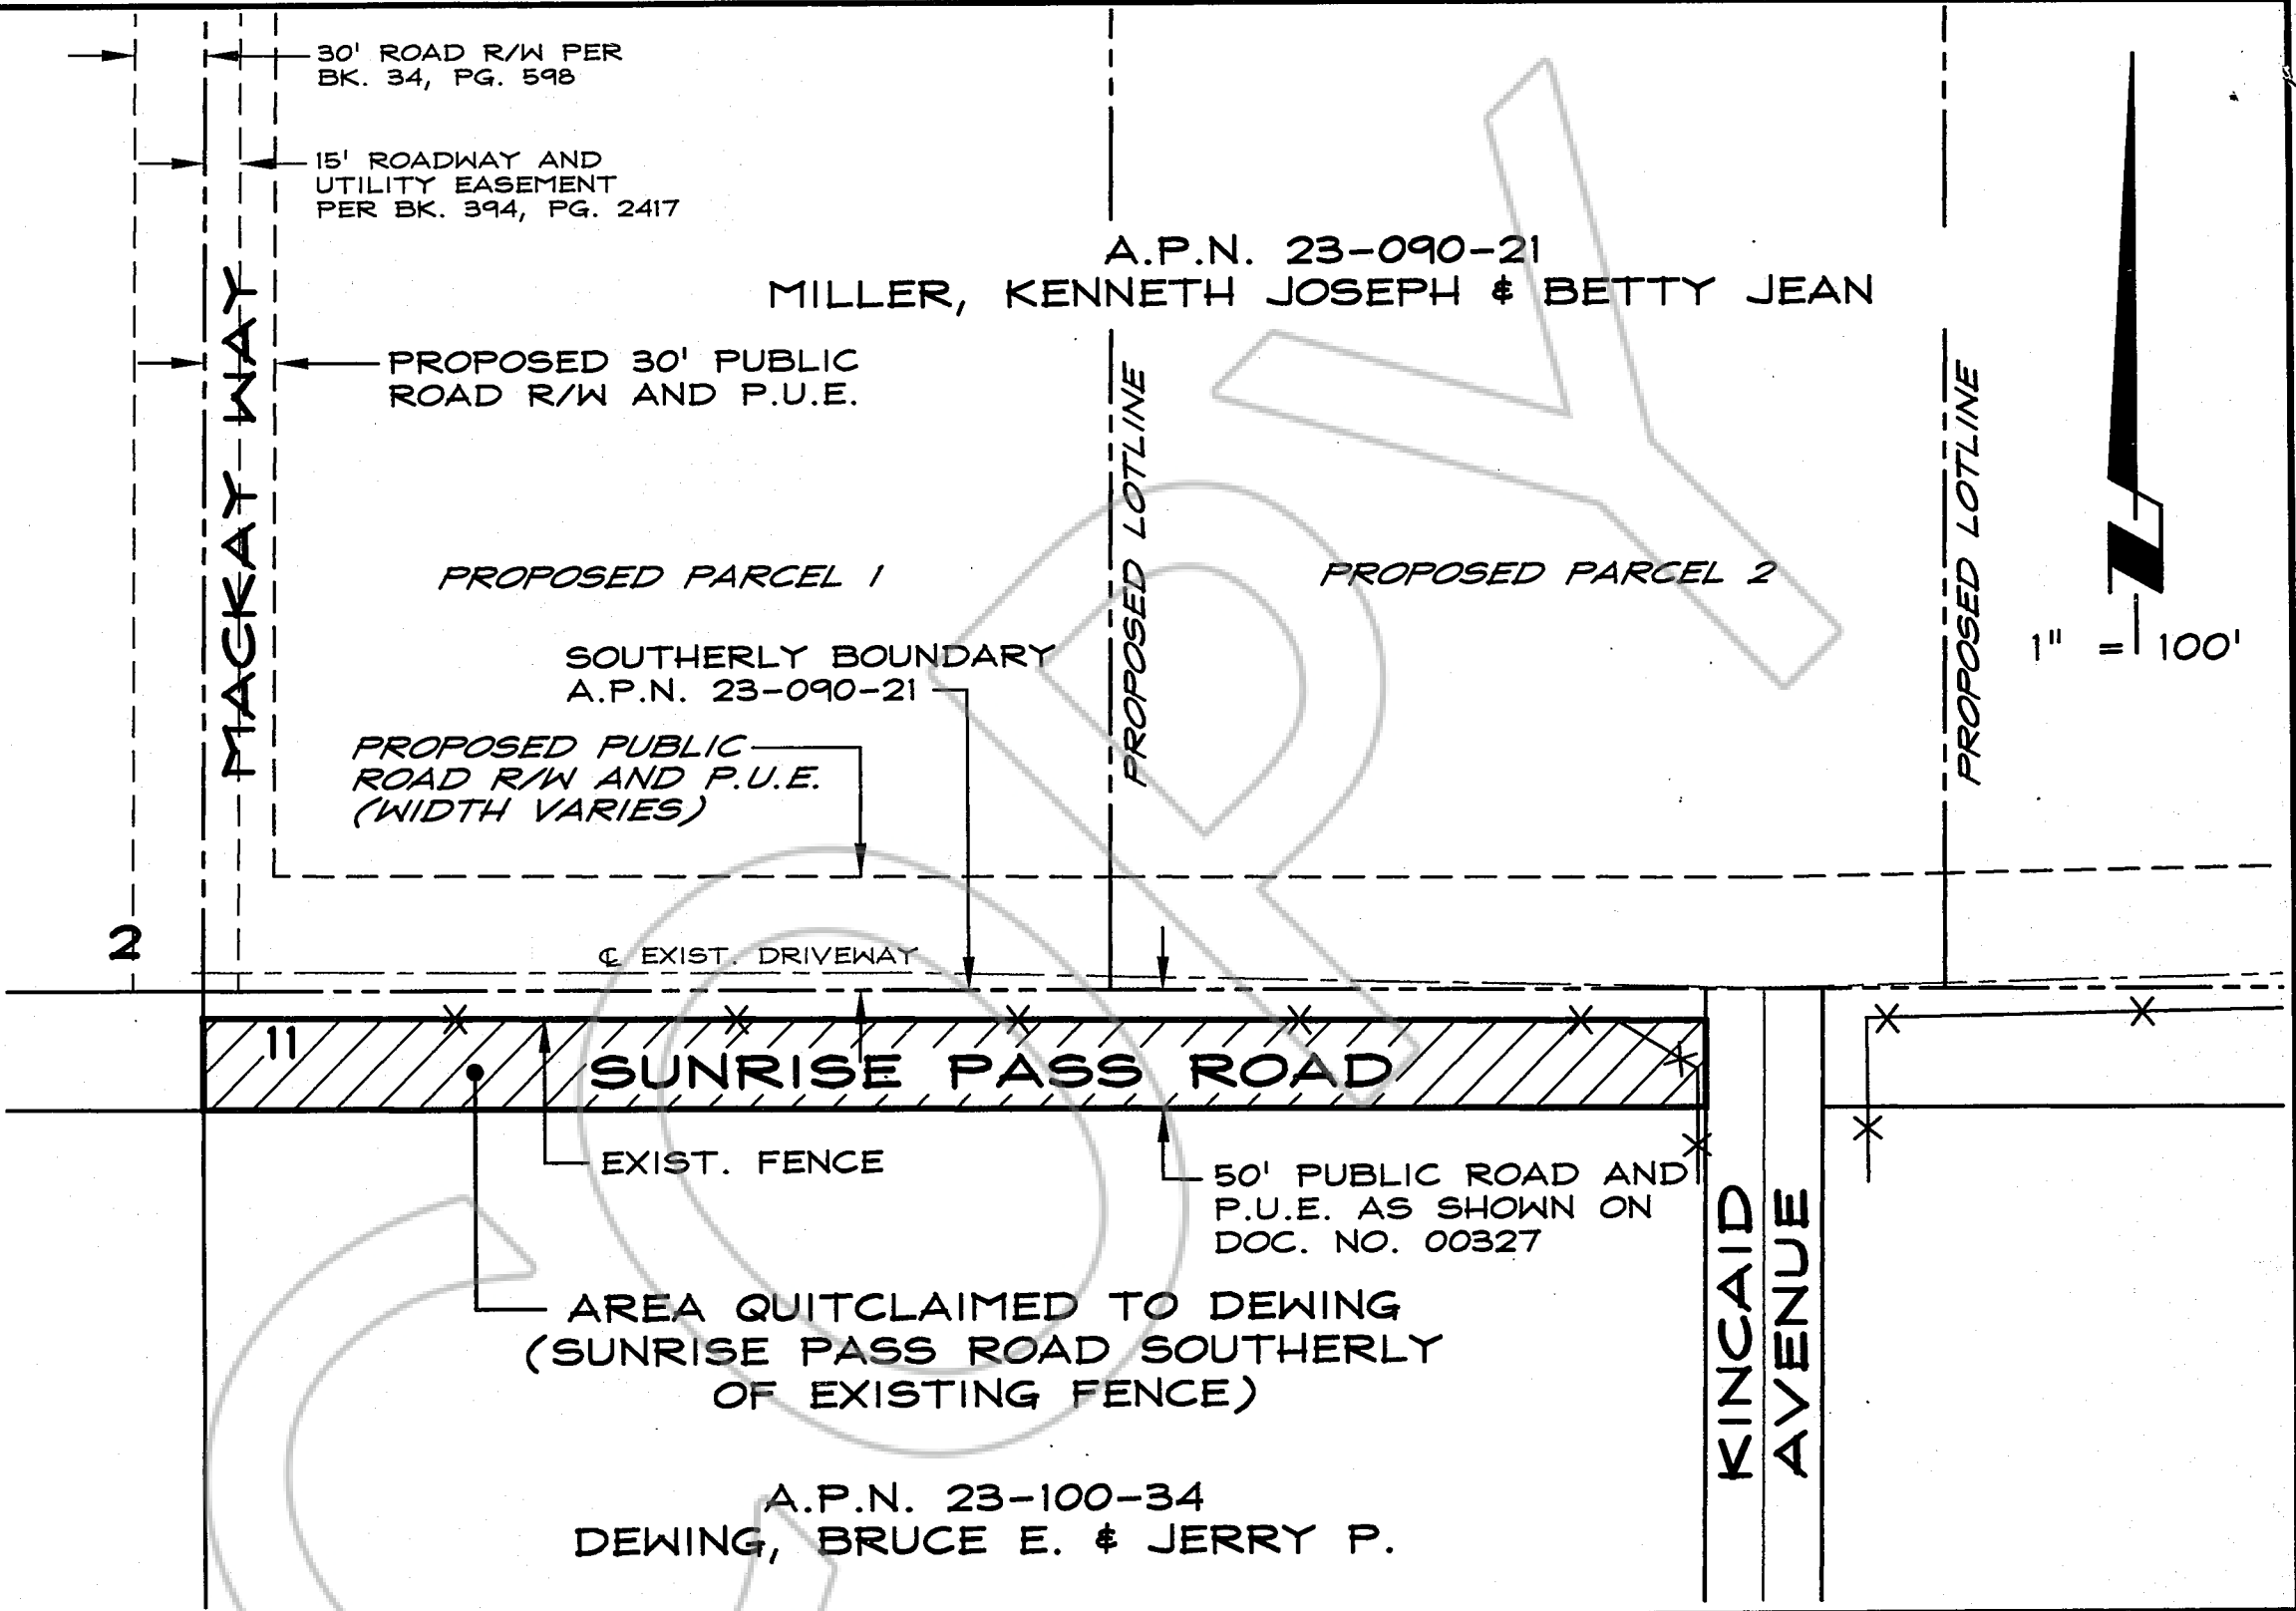 30' ROAD R/W PER
BK. 34, PG. 598
15' ROADWAY AND
UTILITY EASEMENT
PER BK. 394, PG. 2417
A.P.N. 23-090-21
MILLER, KENNETH JOSEPH & BETTY JEAN
MACKAY WAY
PROPOSED 30' PUBLIC
ROAD R/W AND P.U.E.
PROPOSED LOTLINE
PROPOSED LOTLINE
PROPOSED PARCEL 1
PROPOSED PARCEL 2
1" = 100'
SOUTHERLY BOUNDARY
A.P.N. 23-090-21
PROPOSED PUBLIC
ROAD R/W AND P.U.E.
(WIDTH VARIES)
2
℄ EXIST. DRIVEWAY
11
SUNRISE PASS ROAD
EXIST. FENCE
50' PUBLIC ROAD AND
P.U.E. AS SHOWN ON
DOC. NO. 00327
KINCAID
AVENUE
AREA QUITCLAIMED TO DEWING
(SUNRISE PASS ROAD SOUTHERLY
OF EXISTING FENCE)
A.P.N. 23-100-34
DEWING, BRUCE E. & JERRY P.
COPY